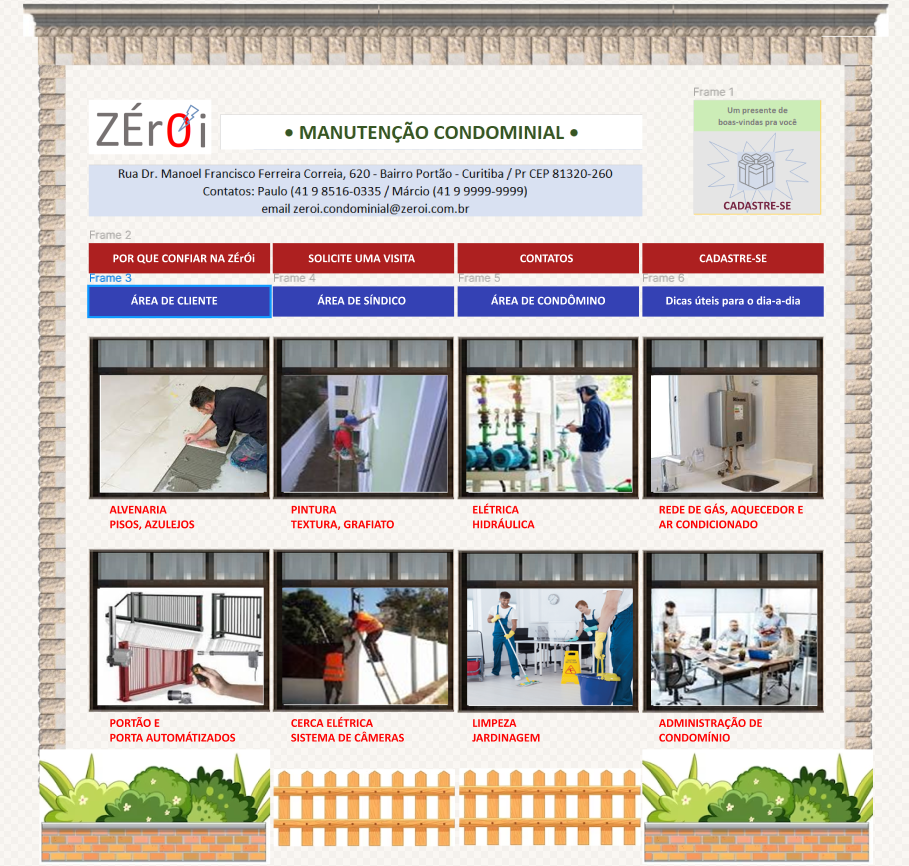 Frame 1
Um presente de
boas-vindas pra você
CADASTRE-SE
ZÉrOi
• MANUTENÇÃO CONDOMINIAL •
Rua Dr. Manoel Francisco Ferreira Correia, 620 - Bairro Portão - Curitiba / Pr CEP 81320-260
Contatos: Paulo (41 9 8516-0335 / Márcio (41 9 9999-9999)
email zeroi.condominial@zeroi.com.br
Frame 2
POR QUE CONFIAR NA ZÉrÓi
SOLICITE UMA VISITA
CONTATOS
CADASTRE-SE
Frame 3
Frame 4
Frame 5
Frame 6
ÁREA DE CLIENTE
ÁREA DE SÍNDICO
ÁREA DE CONDÔMINO
Dicas úteis para o dia-a-dia
ALVENARIA
PISOS, AZULEJOS
PINTURA
TEXTURA, GRAFIATO
ELÉTRICA
HIDRÁULICA
REDE DE GÁS, AQUECEDOR E
AR CONDICIONADO
PORTÃO E
PORTA AUTOMÁTIZADOS
CERCA ELÉTRICA
SISTEMA DE CÂMERAS
LIMPEZA
JARDINAGEM
ADMINISTRAÇÃO DE
CONDOMÍNIO